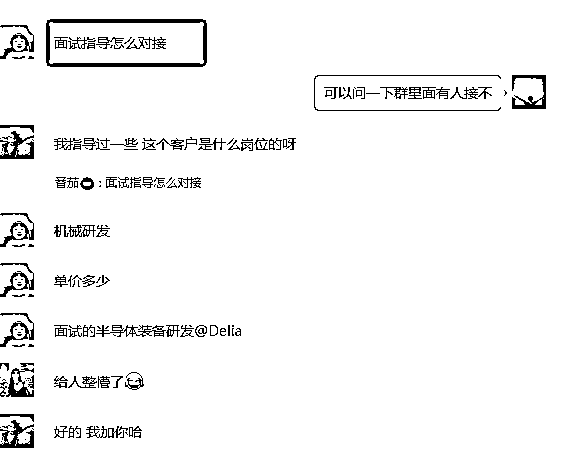 面试指导怎么对接
可以问一下群里面有人接不
我指导过一些 这个客户是什么岗位的呀
番茄：面试指导怎么对接
机械研发
单价多少
面试的半导体装备研发@Delia
给人整懵了
好的 我加你哈